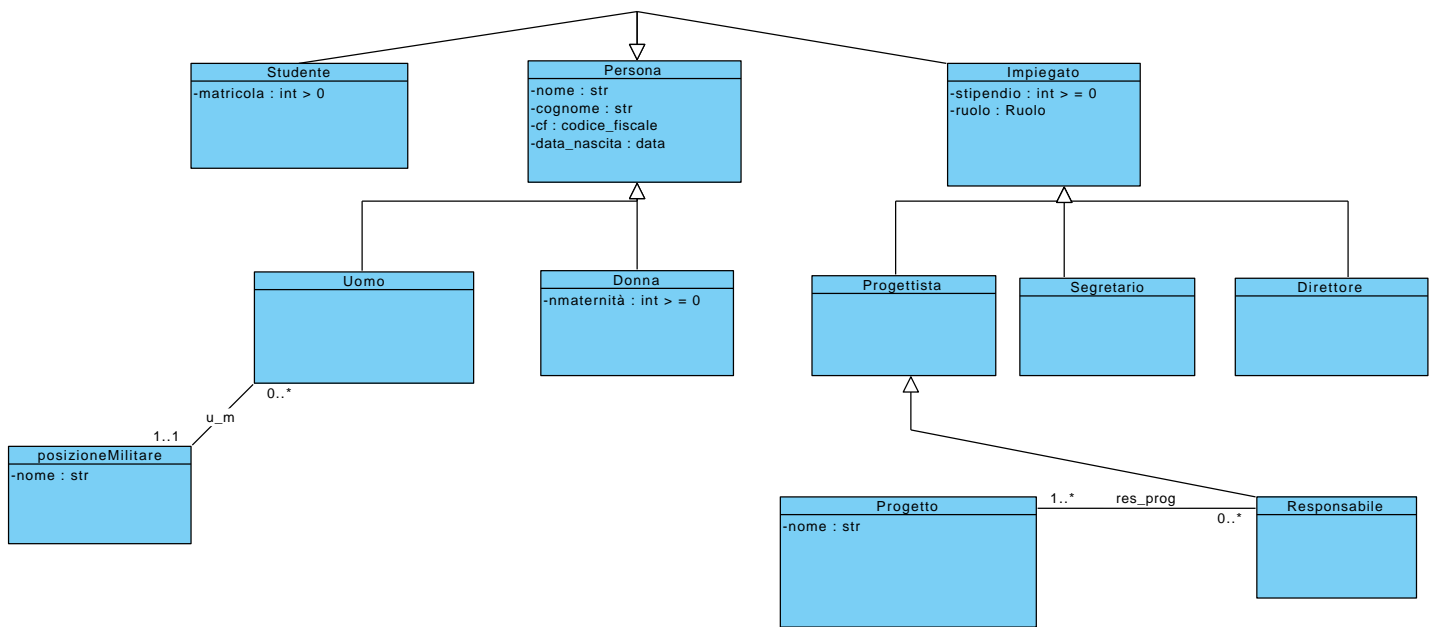 Studente
-matricola : int > 0
Persona
-nome : str
-cognome : str
-cf : codice_fiscale
-data_nascita : data
Impiegato
-stipendio : int > = 0
-ruolo : Ruolo
Uomo
Donna
-nmaternità : int > = 0
Progettista
Segretario
Direttore
0..*
u_m
1..1
posizioneMilitare
-nome : str
Progetto
-nome : str
1..*
res_prog
0..*
Responsabile